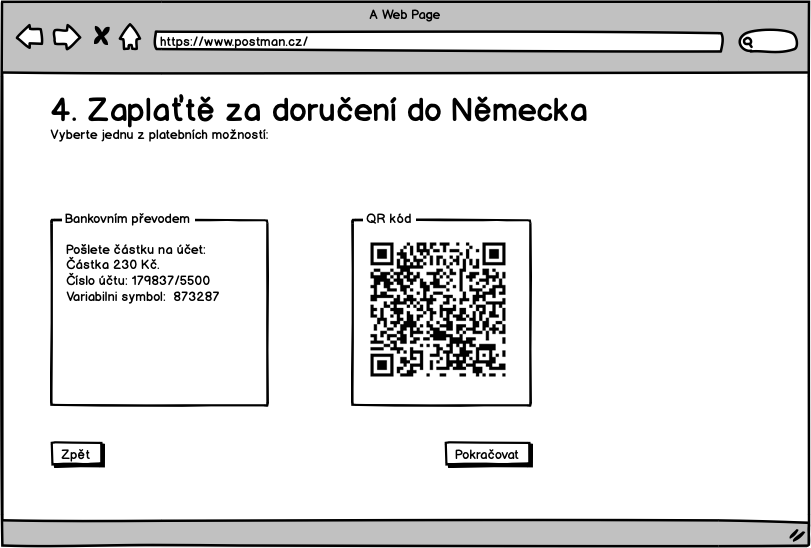 A Web Page
https://www.postman.cz/
4. Zaplaťtě za doručení do Německa
Vyberte jednu z platebních možností:
Bankovním převodem
Pošlete částku na účet:
Částka 230 Kč.
Číslo účtu: 179837/5500
Variabilni symbol: 873287
QR kód
Zpět
Pokračovat